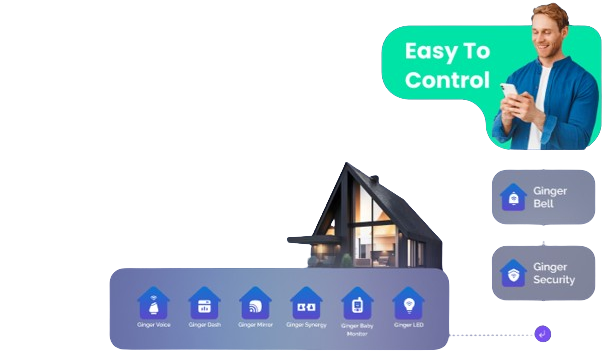 Easy To
Control
Ginger
Bell
Ginger
Security
Ginger Voice
Ginger Dash
Ginger Mirror
Ginger Synergy
Ginger Baby
Monitor
Ginger LED